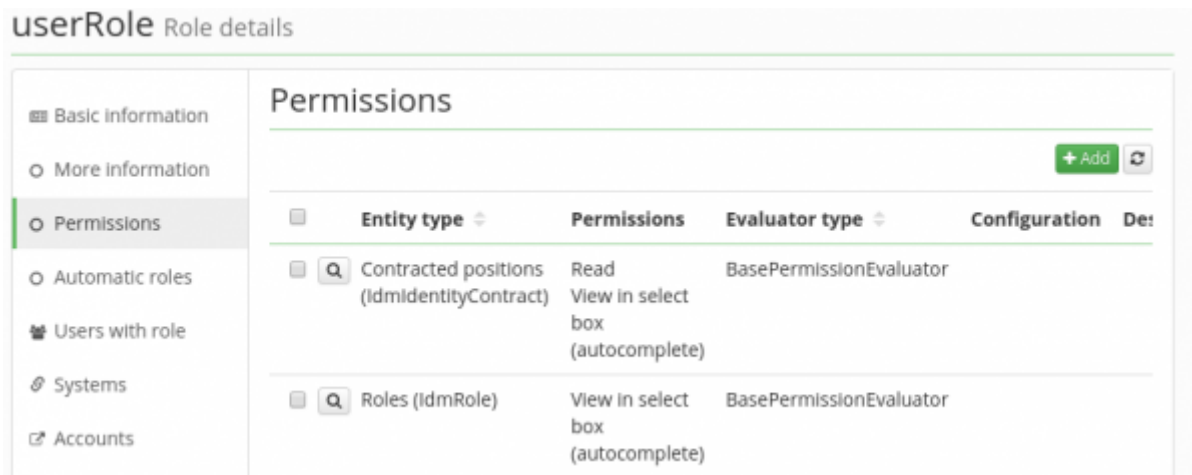 userRole Role details
Basic information
More information
Permissions
Automatic roles
Users with role
Systems
Accounts
Permissions
+ Add
Entity type Permissions Evaluator type Configuration Des
Contracted positions Read BasePermissionEvaluator
(IdmIdentityContract) View in select
box
(autocomplete)
Roles (IdmRole) View in select BasePermissionEvaluator
box
(autocomplete)